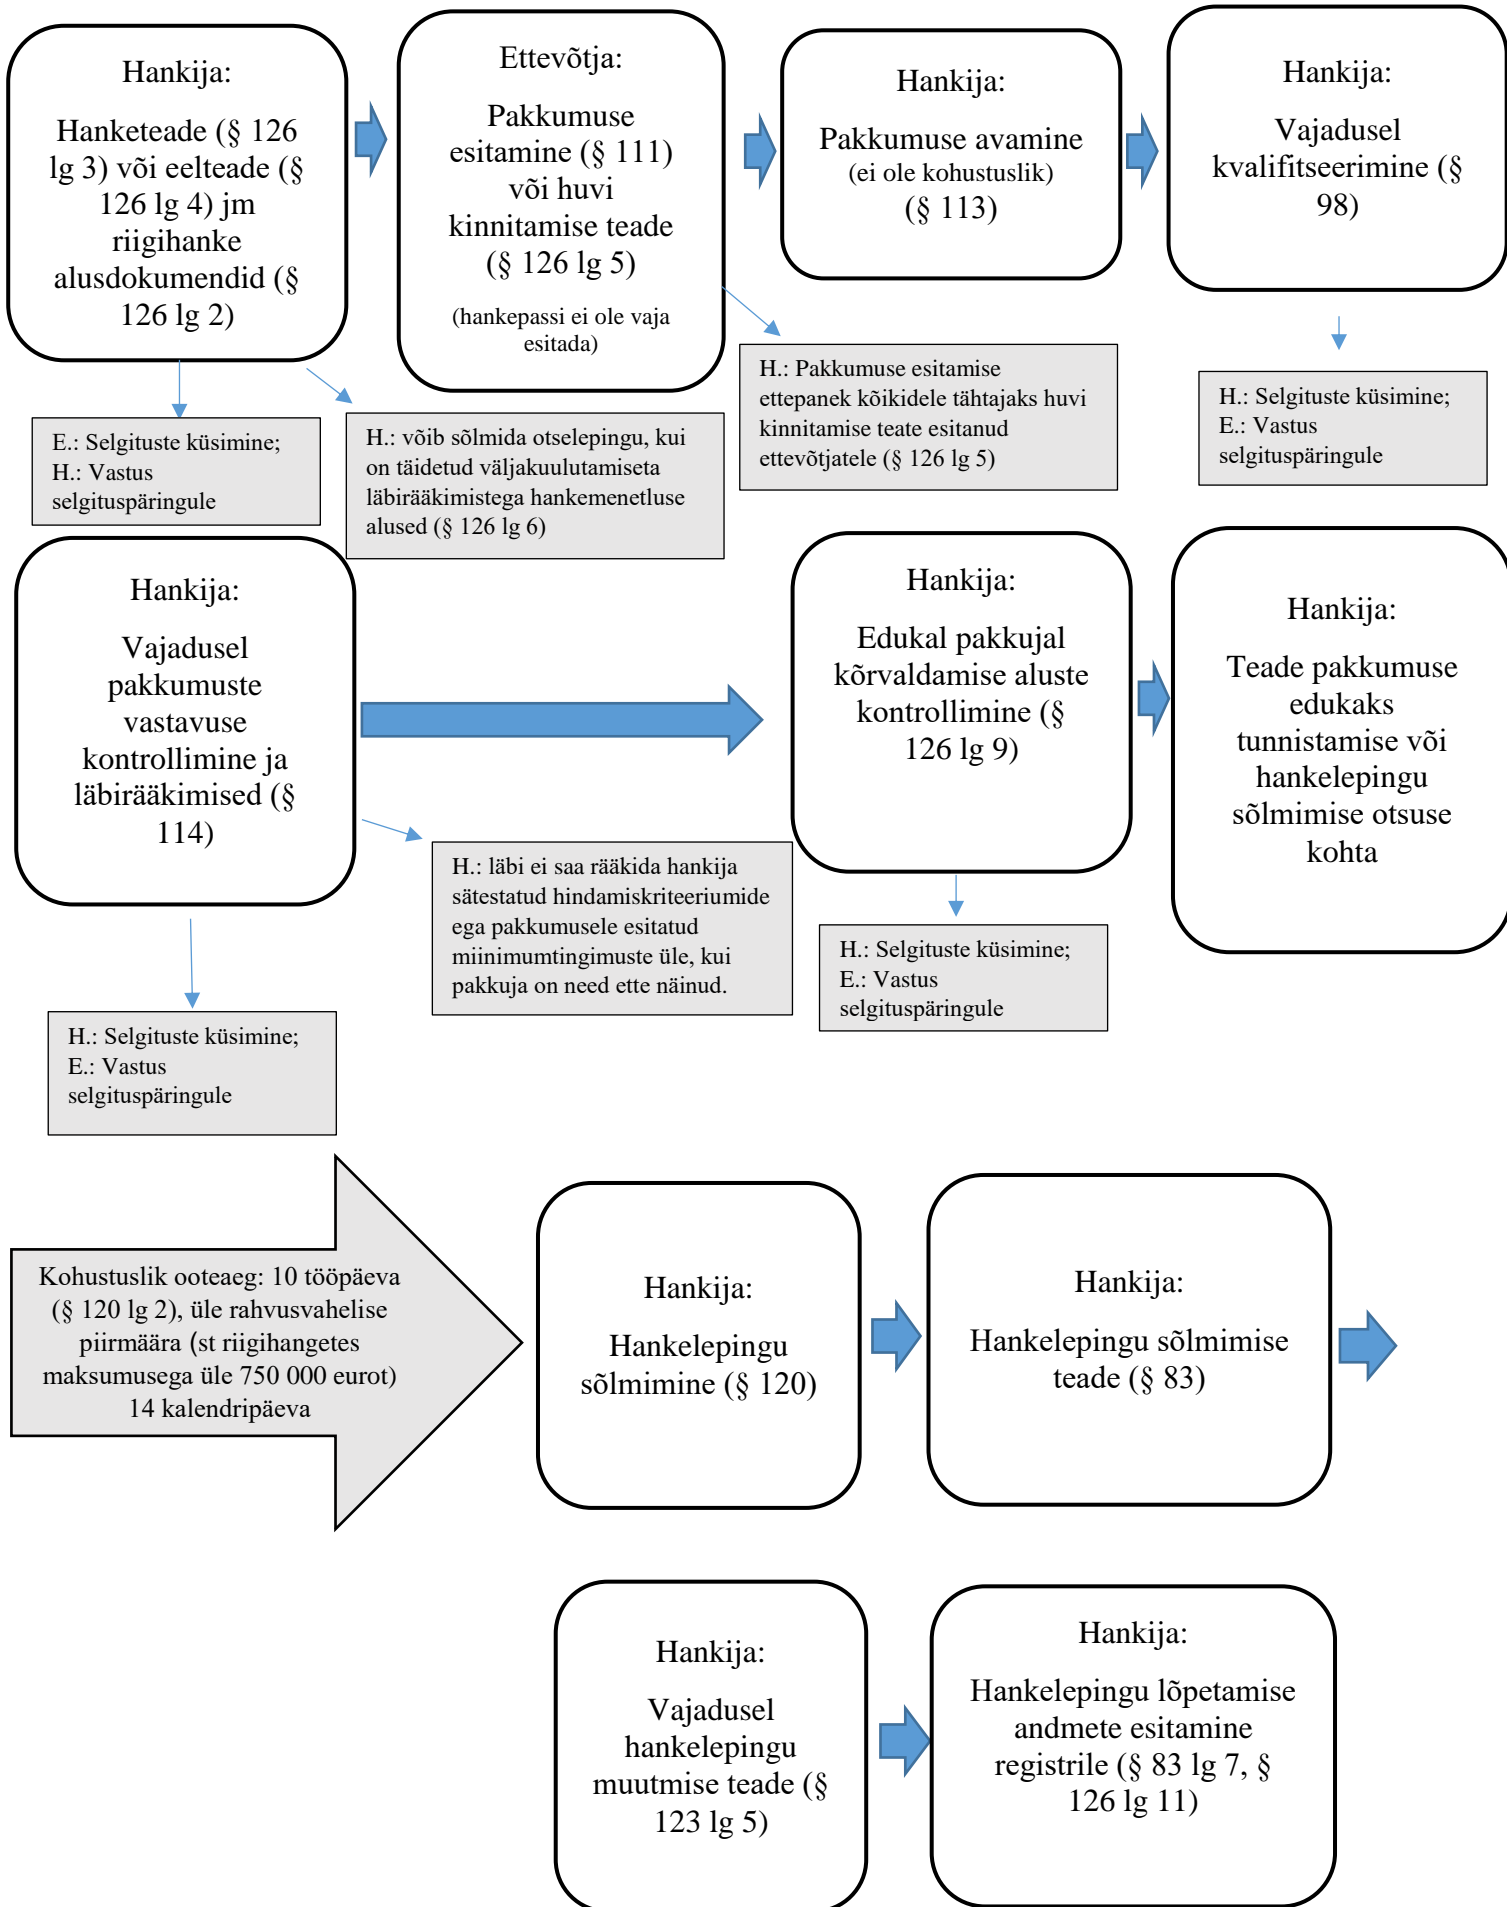 Hankija:
Hanketeade (§ 126
lg 3) või eelteade (§
126 lg 4) jm
riigihanke
alusdokumendid (§
126 lg 2)
Ettevõtja:
Pakkumuse
esitamine (§ 111)
või huvi
kinnitamise teade
(§ 126 lg 5)
(hankepassi ei ole vaja
esitada)
Hankija:
Pakkumuse avamine
(ei ole kohustuslik)
(§ 113)
Hankija:
Vajadusel
kvalifitseerimine (§
98)
E.: Selgituste küsimine;
H.: Vastus
selgituspäringule
H.: võib sõlmida otselepingu, kui
on täidetud väljakuulutamiseta
läbirääkimistega hankemenetluse
alused (§ 126 lg 6)
H.: Pakkumuse esitamise
ettepanek kõikidele tähtajaks huvi
kinnitamise teate esitanud
ettevõtjatele (§ 126 lg 5)
H.: Selgituste küsimine;
E.: Vastus
selgituspäringule
Hankija:
Vajadusel
pakkumuste
vastavuse
kontrollimine ja
läbirääkimised (§
114)
Hankija:
Edukal pakkujal
kõrvaldamise aluste
kontrollimine (§
126 lg 9)
Hankija:
Teade pakkumuse
edukaks
tunnistamise või
hankelepingu
sõlmimise otsuse
kohta
H.: läbi ei saa rääkida hankija
sätestatud hindamiskriteeriumide
ega pakkumusele esitatud
miinimumtingimuste üle, kui
pakkuja on need ette näinud.
H.: Selgituste küsimine;
E.: Vastus
selgituspäringule
H.: Selgituste küsimine;
E.: Vastus
selgituspäringule
Kohustuslik ooteaeg: 10 tööpäeva
(§ 120 lg 2), üle rahvusvahelise
piirmäära (st riigihangetes
maksumusega üle 750 000 eurot)
14 kalendripäeva
Hankija:
Hankelepingu
sõlmimine (§ 120)
Hankija:
Hankelepingu sõlmimise
teade (§ 83)
Hankija:
Vajadusel
hankelepingu
muutmise teade (§
123 lg 5)
Hankija:
Hankelepingu lõpetamise
andmete esitamine
registrile (§ 83 lg 7, §
126 lg 11)